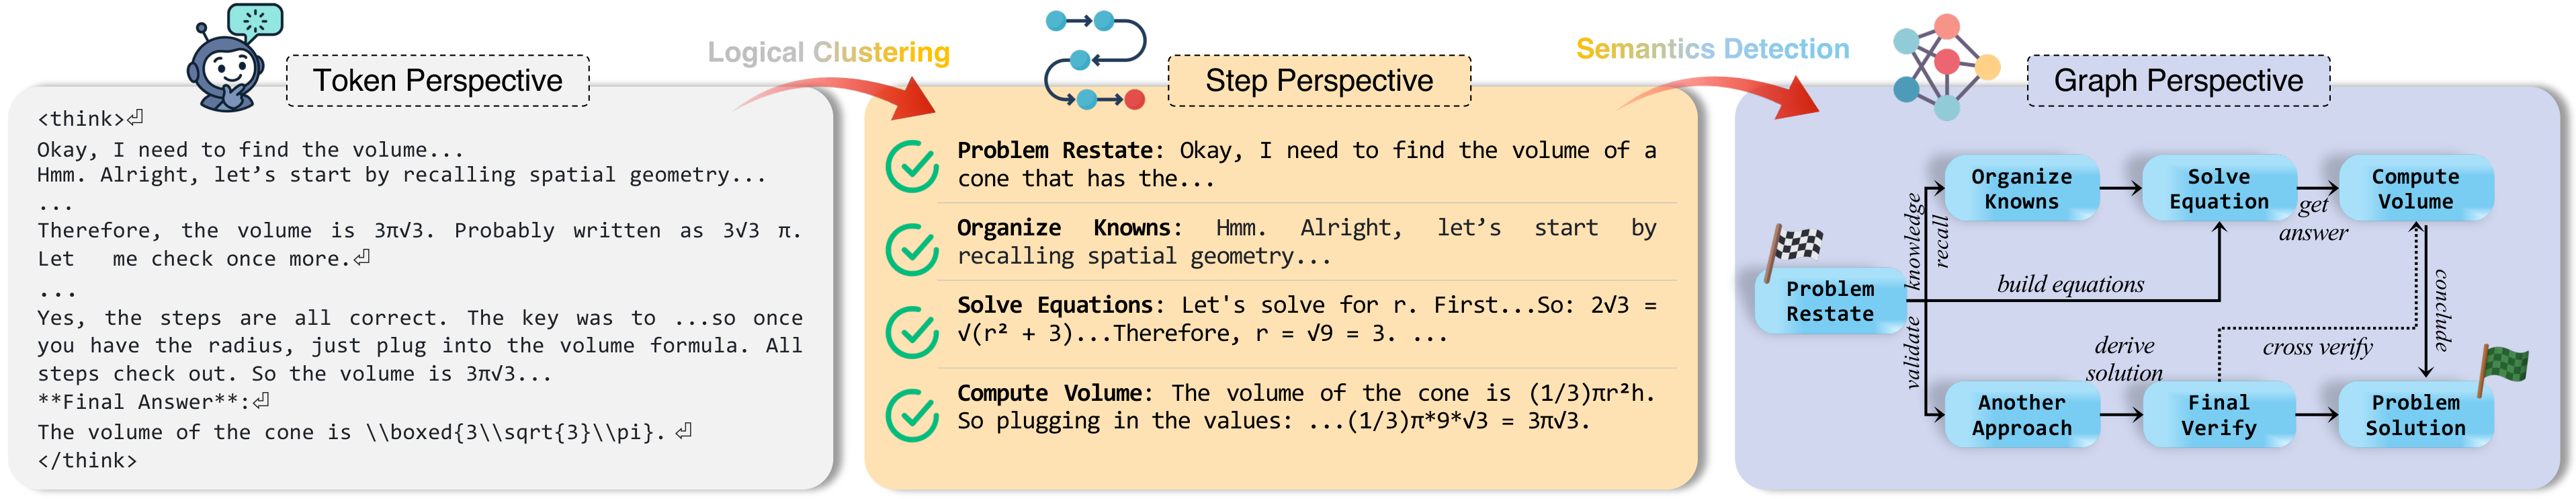 Token Perspective
<think>⏎
Okay, I need to find the volume...
Hmm. Alright, let’s start by recalling spatial geometry...
...
Therefore, the volume is 3π√3. Probably written as 3√3 π.
Let me check once more.⏎
...
Yes, the steps are all correct. The key was to ...so once
you have the radius, just plug into the volume formula. All
steps check out. So the volume is 3π√3...
**Final Answer**:⏎
The volume of the cone is \\boxed{3\\sqrt{3}\\pi}. ⏎
</think>
Logical Clustering
Step Perspective
Problem Restate: Okay, I need to find the volume of a
cone that has the...
Organize Knowns: Hmm. Alright, let’s start by
recalling spatial geometry...
Solve Equations: Let's solve for r. First...So: 2√3 =
√(r² + 3)...Therefore, r = √9 = 3. ...
Compute Volume: The volume of the cone is (1/3)πr²h.
So plugging in the values: ...(1/3)π*9*√3 = 3π√3.
Semantics Detection
Graph Perspective
Problem
Restate
knowledge
recall
Organize
Knowns
Solve
Equation
get
answer
Compute
Volume
build equations
validate
Another
Approach
derive
solution
Final
Verify
cross verify
conclude
Problem
Solution